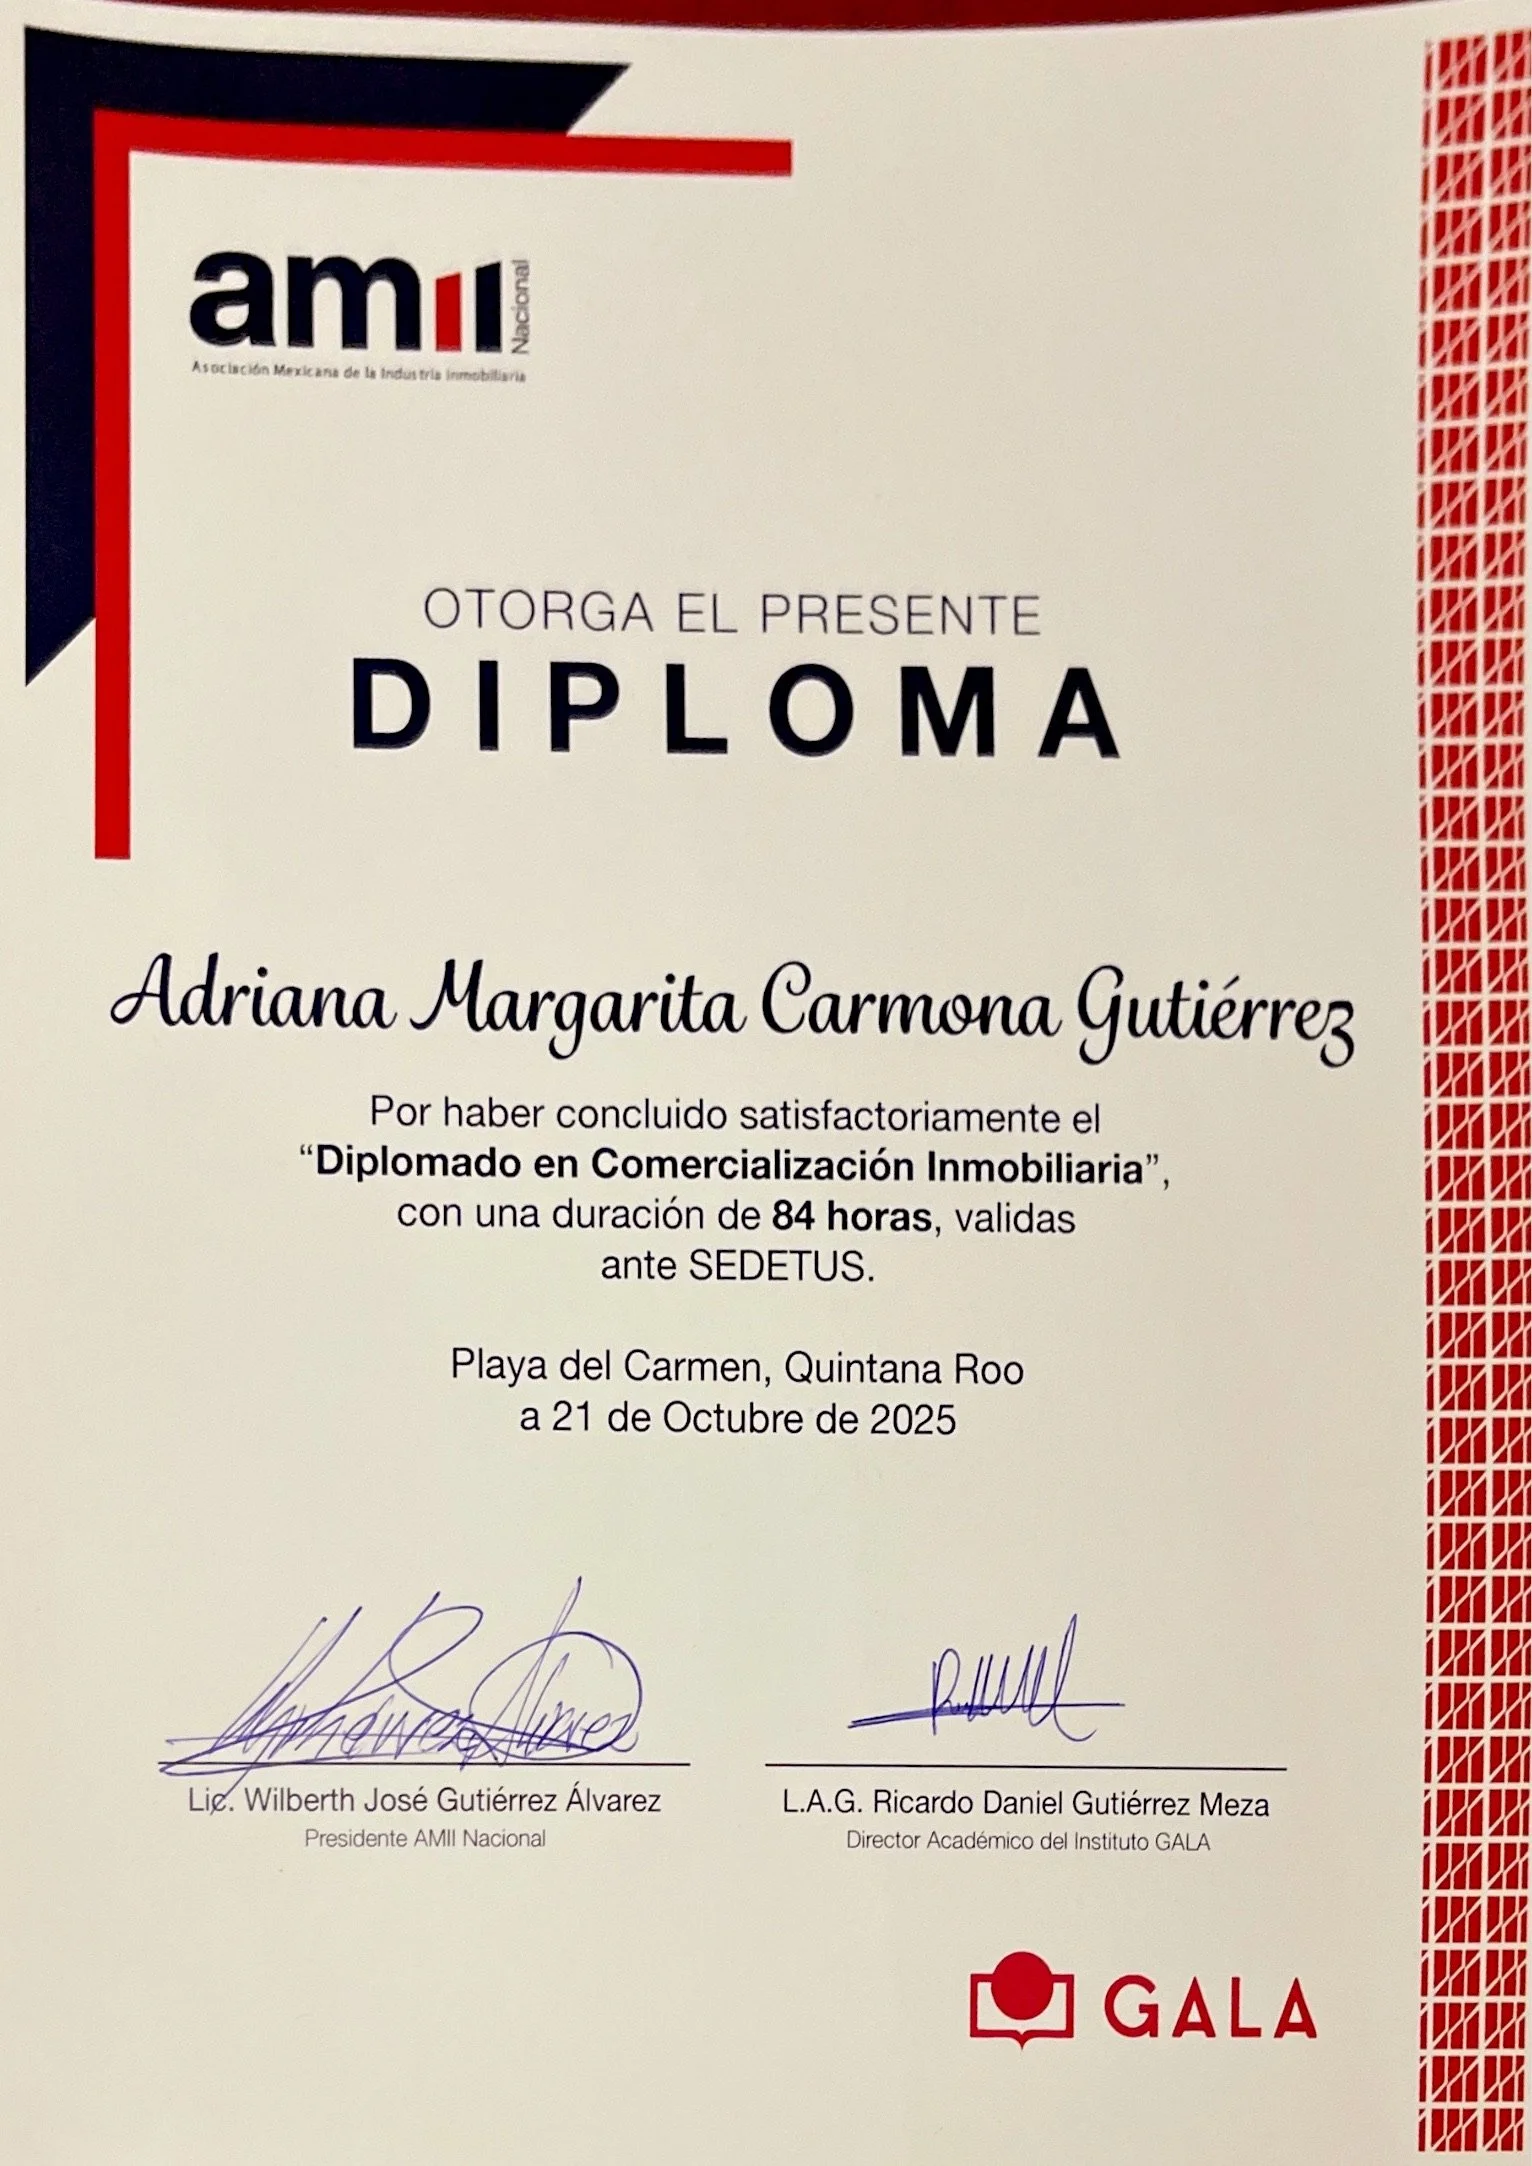 amii Nacional
Asociación Mexicana de la Industria Inmobiliaria
OTORGA EL PRESENTE
DIPLOMA
Adriana Margarita Carmona Gutiérrez
Por haber concluido satisfactoriamente el
“Diplomado en Comercialización Inmobiliaria”,
con una duración de 84 horas, validas
ante SEDETUS.
Playa del Carmen, Quintana Roo
a 21 de Octubre de 2025
Lic. Wilberth José Gutiérrez Álvarez
Presidente AMII Nacional
L.A.G. Ricardo Daniel Gutiérrez Meza
Director Académico del Instituto GALA
GALA